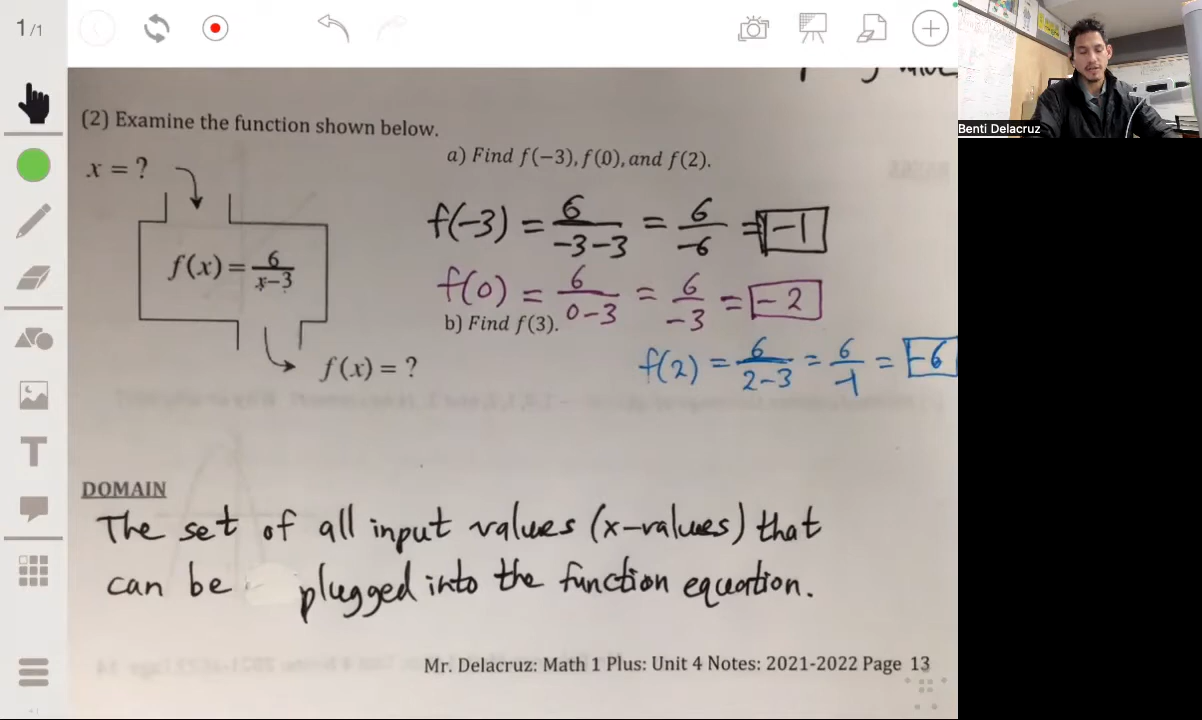 1/1
Benti Delacruz
(2) Examine the function shown below.
x = ?
a) Find f(−3), f(0), and f(2).
f(-3) = 6/(-3-3) = 6/-6 = -1
f(x) = 6/(x−3)
f(0) = 6/(0-3) = 6/-3 = -2
b) Find f(3).
f(2) = 6/(2-3) = 6/-1 = -6
f(x) = ?
DOMAIN
The set of all input values (x-values) that
can be plugged into the function equation.
Mr. Delacruz: Math 1 Plus: Unit 4 Notes: 2021-2022 Page 13
T